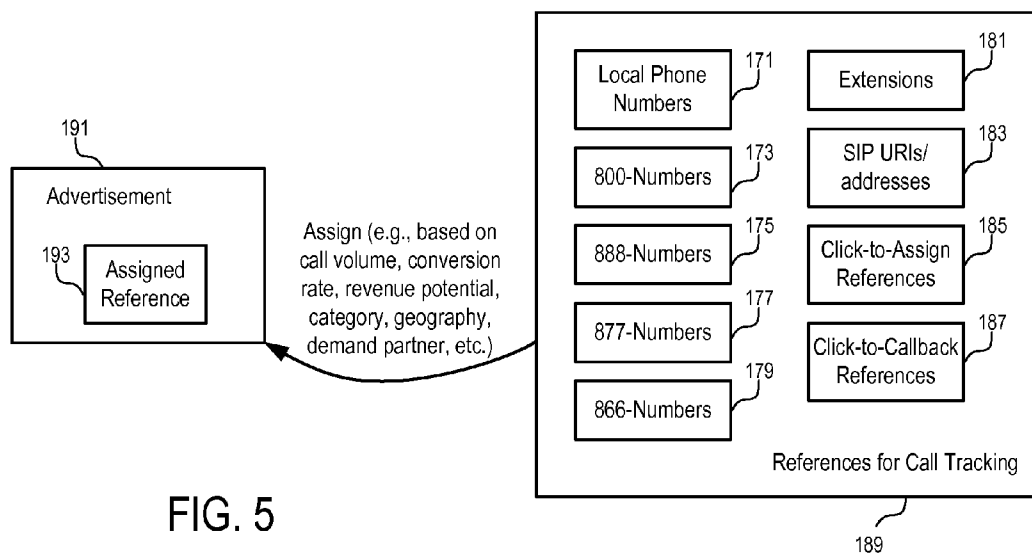 191
Advertisement
193
Assigned
Reference
Assign (e.g., based on
call volume, conversion
rate, revenue potential,
category, geography,
demand partner, etc.)
Local Phone
Numbers
171
800-Numbers
173
888-Numbers
175
877-Numbers
177
866-Numbers
179
Extensions
181
SIP URIs/
addresses
183
Click-to-Assign
References
185
Click-to-Callback
References
187
References for Call Tracking
189
FIG. 5